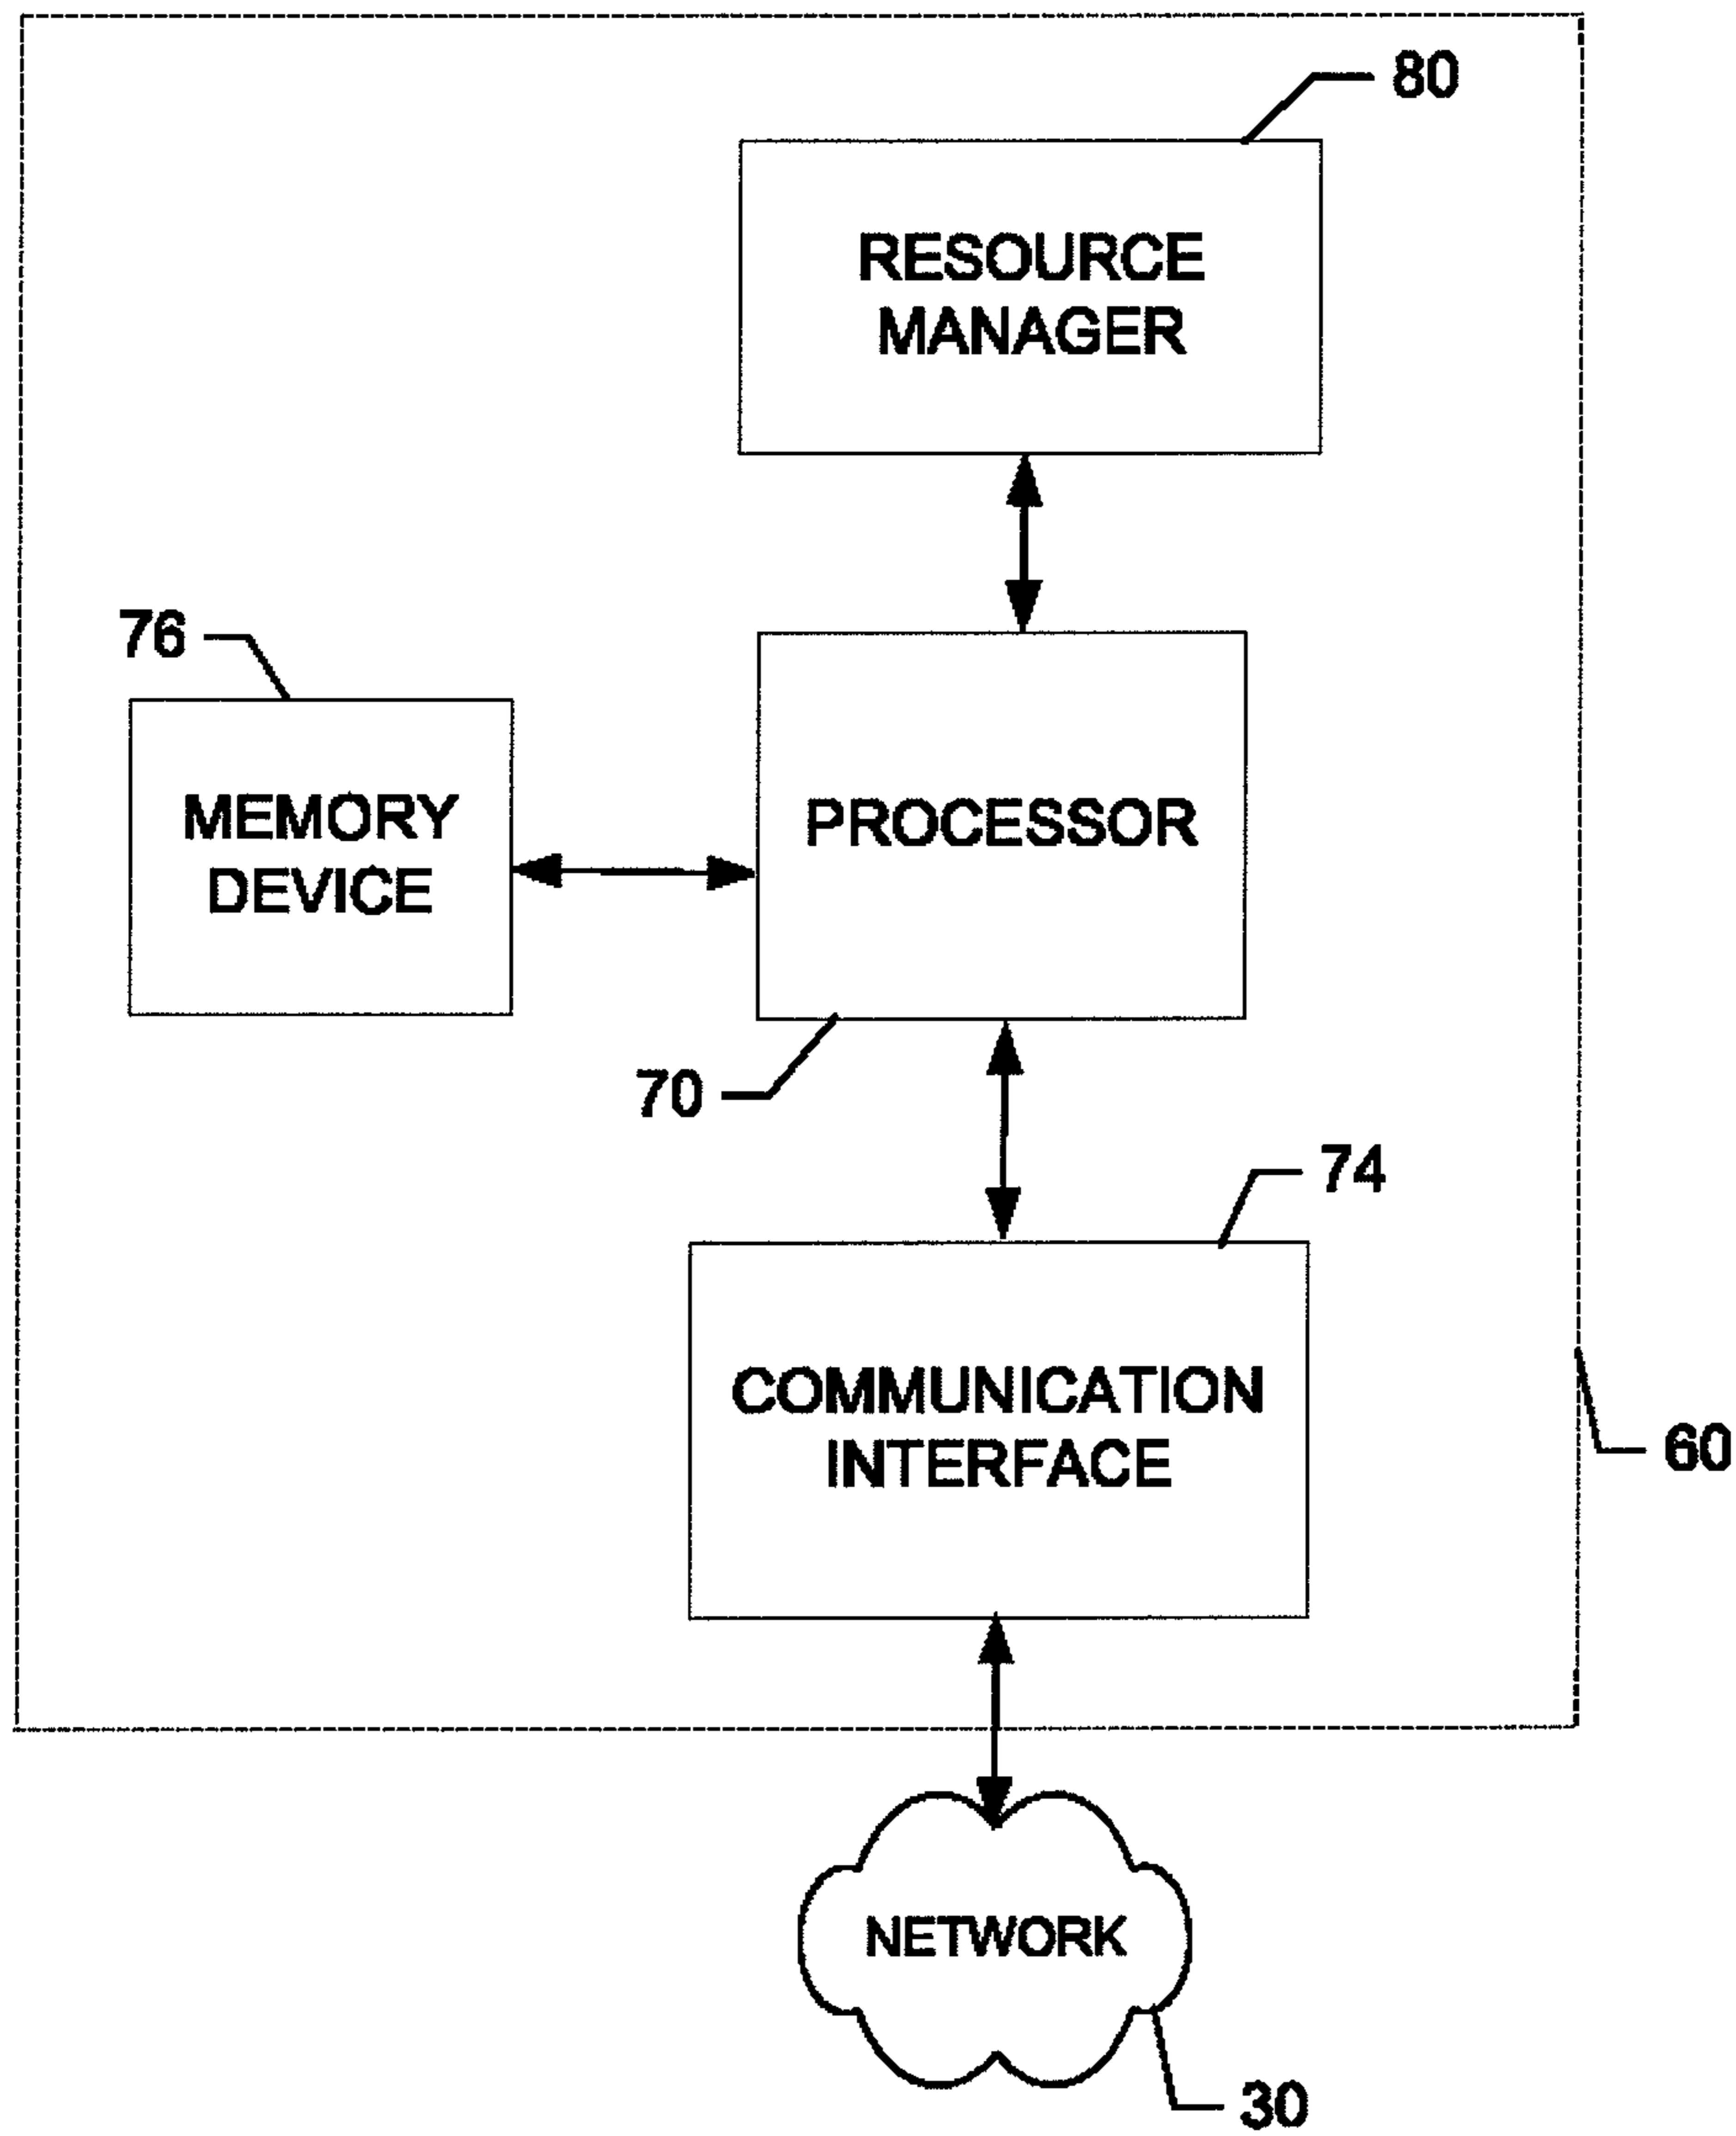 80
RESOURCE
MANAGER
76
MEMORY
DEVICE
PROCESSOR
70
74
COMMUNICATION
INTERFACE
60
NETWORK
30